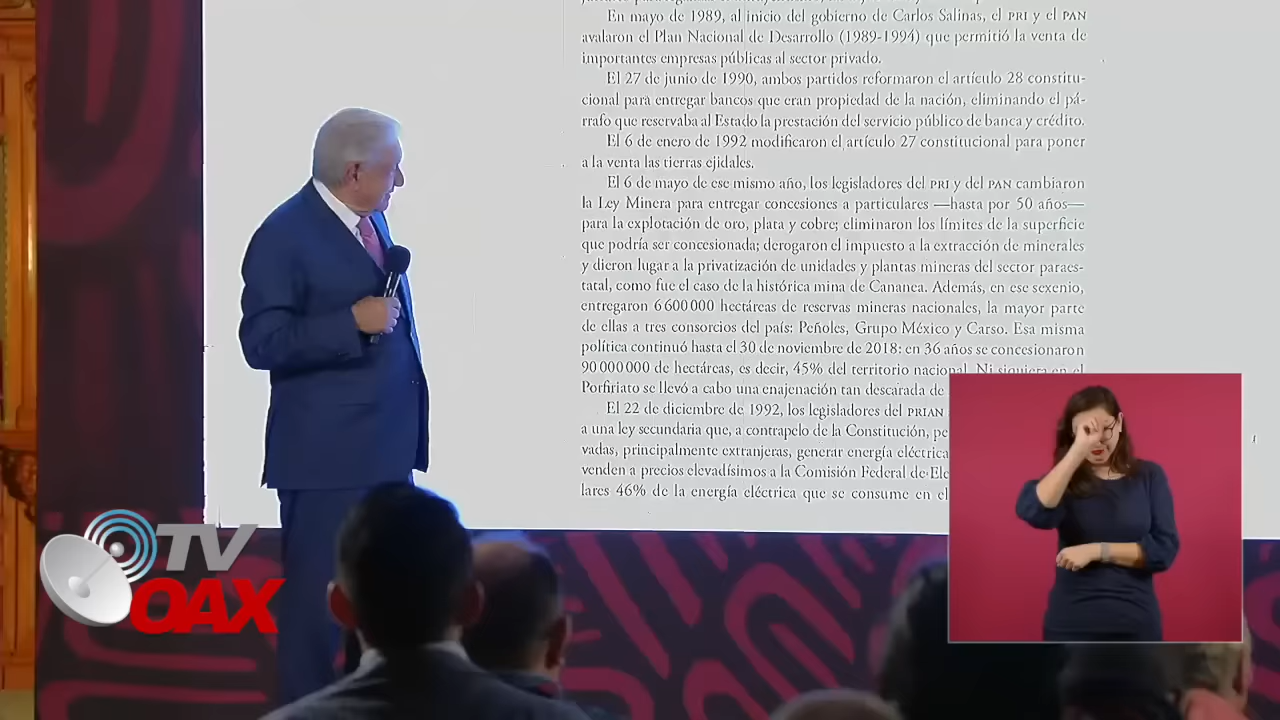 En mayo de 1989, al inicio del gobierno de Carlos Salinas, el PRI y el PAN
avalaron el Plan Nacional de Desarrollo (1989-1994) que permitió la venta de
importantes empresas públicas al sector privado.
El 27 de junio de 1990, ambos partidos reformaron el artículo 28 constitu-
cional para entregar bancos que eran propiedad de la nación, eliminando el pá-
rrafo que reservaba al Estado la prestación del servicio público de banca y crédito.
El 6 de enero de 1992 modificaron el artículo 27 constitucional para poner
a la venta las tierras ejidales.
El 6 de mayo de ese mismo año, los legisladores del PRI y del PAN cambiaron
la Ley Minera para entregar concesiones a particulares —hasta por 50 años—
para la explotación de oro, plata y cobre; eliminaron los límites de la superficie
que podría ser concesionada; derogaron el impuesto a la extracción de minerales
y dieron lugar a la privatización de unidades y plantas mineras del sector paraes-
tatal, como fue el caso de la histórica mina de Cananea. Además, en ese sexenio,
entregaron 6 600 000 hectáreas de reservas mineras nacionales, la mayor parte
de ellas a tres consorcios del país: Peñoles, Grupo México y Carso. Esa misma
política continuó hasta el 30 de noviembre de 2018: en 36 años se concesionaron
90 000 000 de hectáreas, es decir, 45% del territorio nacional. Ni siquiera en el
Porfiriato se llevó a cabo una enajenación tan descarada de
El 22 de diciembre de 1992, los legisladores del PRIAN
a una ley secundaria que, a contrapelo de la Constitución, pe
vadas, principalmente extranjeras, generar energía eléctrica
venden a precios elevadísimos a la Comisión Federal de Ele
lares 46% de la energía eléctrica que se consume en el
TV
OAX